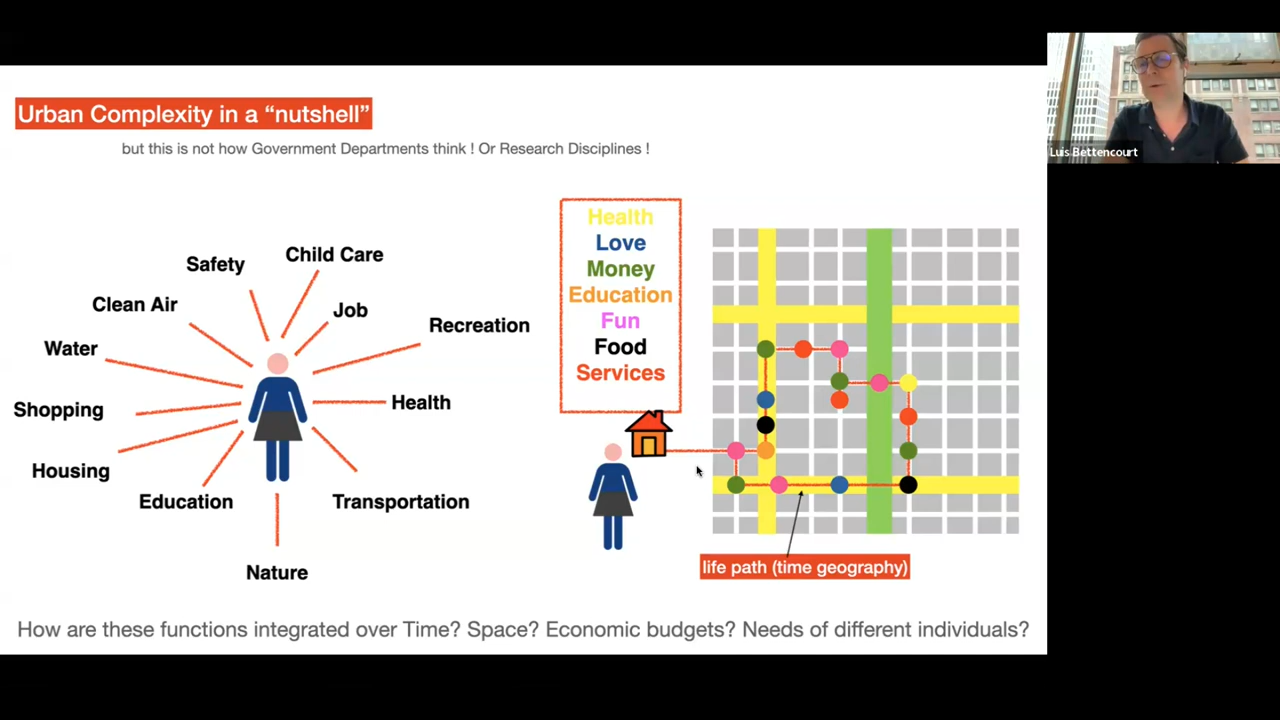 Urban Complexity in a “nutshell”
but this is not how Government Departments think ! Or Research Disciplines !
Luis Bettencourt
Safety
Child Care
Clean Air
Job
Water
Recreation
Shopping
Health
Housing
Education
Transportation
Nature
Health
Love
Money
Education
Fun
Food
Services
life path (time geography)
How are these functions integrated over Time? Space? Economic budgets? Needs of different individuals?